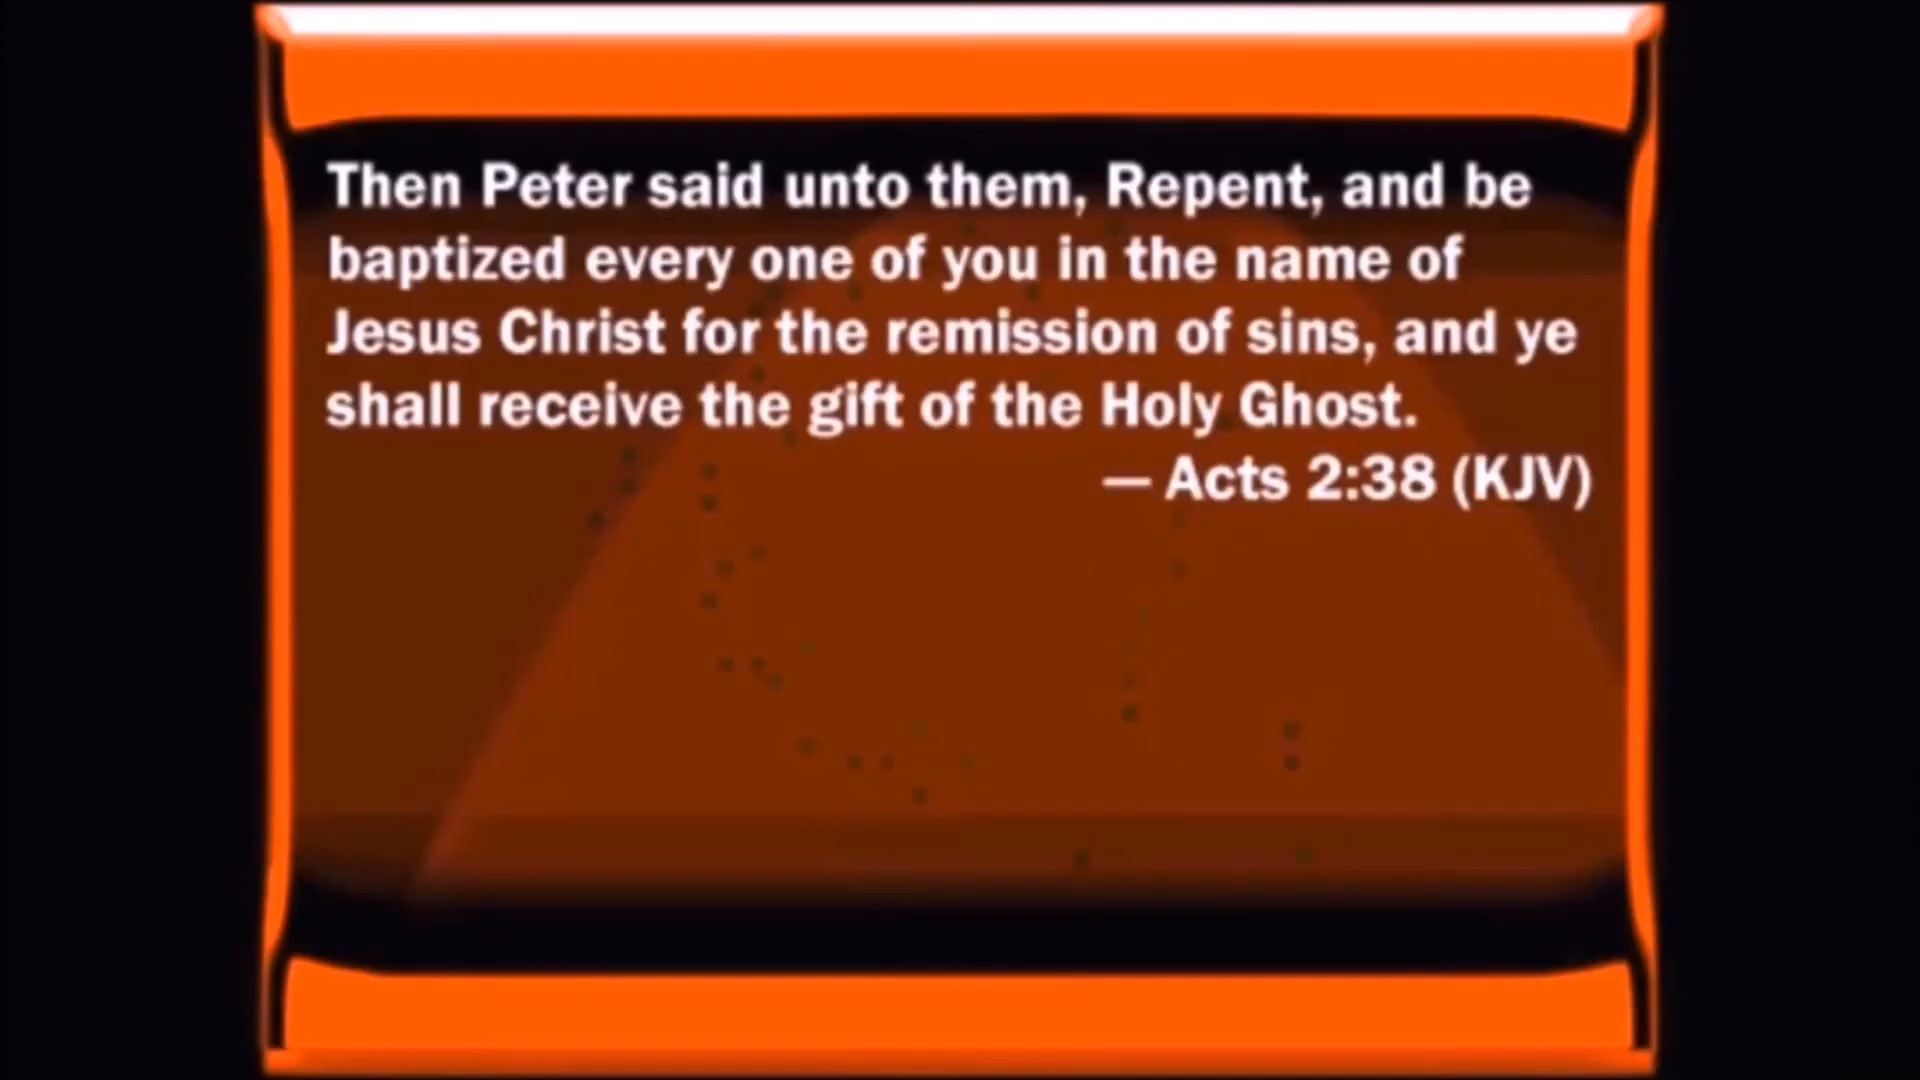 Then Peter said unto them, Repent, and be
baptized every one of you in the name of
Jesus Christ for the remission of sins, and ye
shall receive the gift of the Holy Ghost.
— Acts 2:38 (KJV)